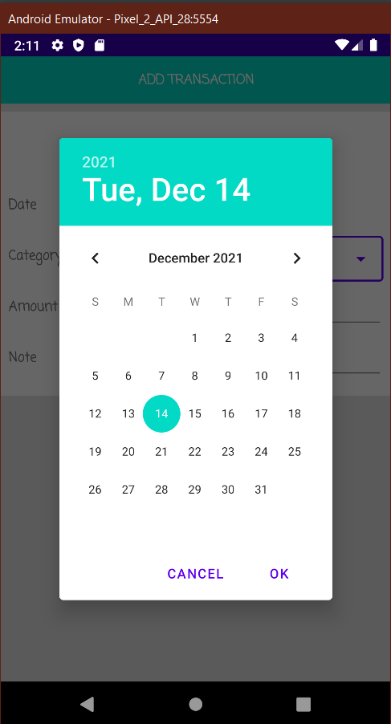 Android Emulator - Pixel_2_API_28:5554
2:11
ADD TRANSACTION
Date
Category
Amount
Note
2021
Tue, Dec 14
December 2021
S M T W T F S
1 2 3 4
5 6 7 8 9 10 11
12 13 14 15 16 17 18
19 20 21 22 23 24 25
26 27 28 29 30 31
CANCEL OK